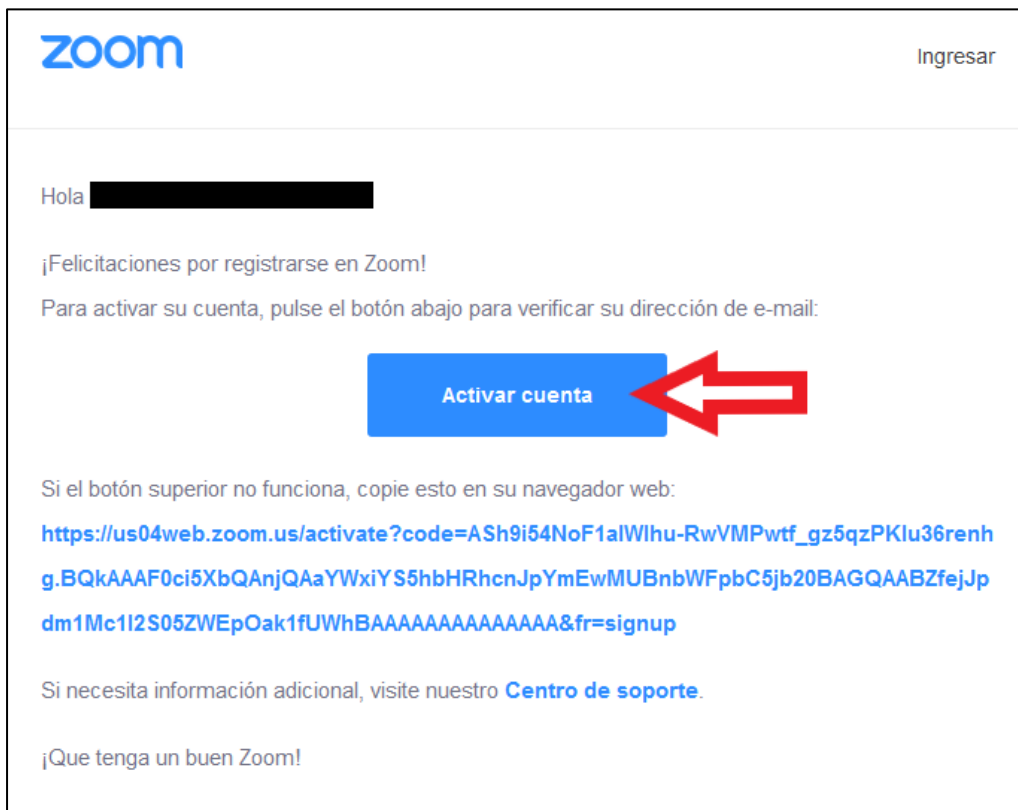 zoom
Ingresar
Hola
¡Felicitaciones por registrarse en Zoom!
Para activar su cuenta, pulse el botón abajo para verificar su dirección de e-mail:
Activar cuenta
Si el botón superior no funciona, copie esto en su navegador web:
https://us04web.zoom.us/activate?code=ASh9i54NoF1alWlhu-RwVMPwtf_gz5qzPKlu36renh
g.BQkAAAF0ci5XbQAnjQAaYWxiYS5hbHRhcnJpYmEwMUBnbWFpbC5jb20BAGQAABZfejJp
dm1Mc1l2S05ZWEpOak1fUWhBAAAAAAAAAAAAAA&fr=signup
Si necesita información adicional, visite nuestro Centro de soporte.
¡Que tenga un buen Zoom!